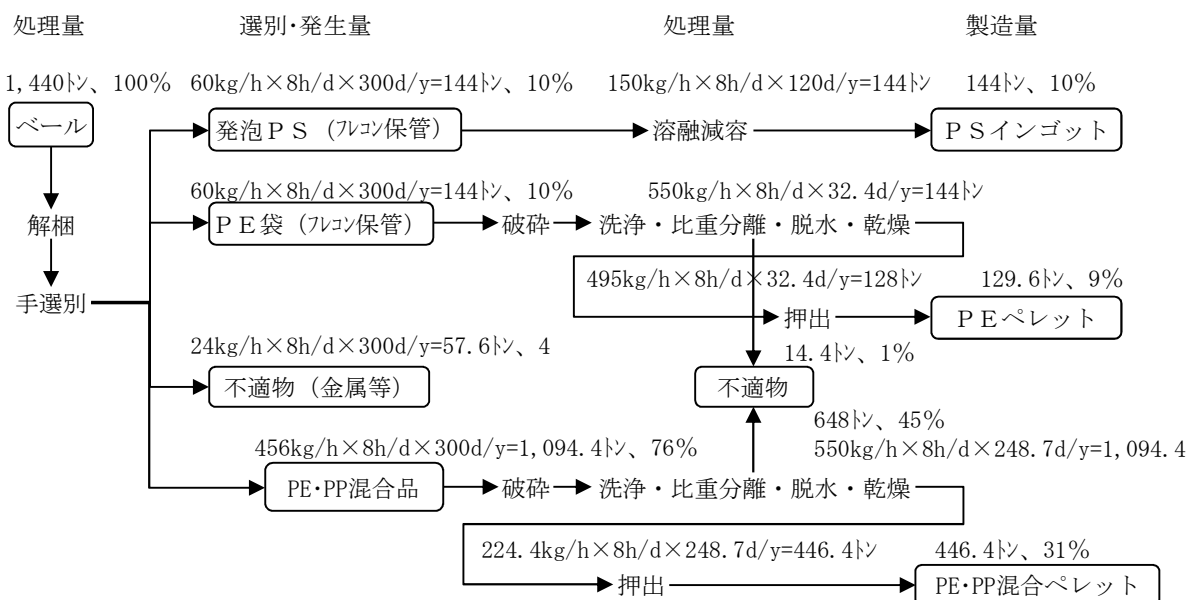 処理量 選別･発生量 処理量 製造量
1,440トン、100% 60kg/h×8h/d×300d/y=144トン、10% 150kg/h×8h/d×120d/y=144トン 144トン、10%
ベール 発泡ＰＳ（フレコン保管） 溶融減容 ＰＳインゴット
60kg/h×8h/d×300d/y=144トン、10% 550kg/h×8h/d×32.4d/y=144トン
解梱 ＰＥ袋（フレコン保管） 破砕 洗浄・比重分離・脱水・乾燥
495kg/h×8h/d×32.4d/y=128トン 129.6トン、9%
手選別 押出 ＰＥペレット
24kg/h×8h/d×300d/y=57.6トン、4 14.4トン、1%
不適物（金属等） 不適物
648トン、45%
456kg/h×8h/d×300d/y=1,094.4トン、76% 550kg/h×8h/d×248.7d/y=1,094.4
PE･PP混合品 破砕 洗浄・比重分離・脱水・乾燥
224.4kg/h×8h/d×248.7d/y=446.4トン 446.4トン、31%
押出 PE･PP混合ペレット